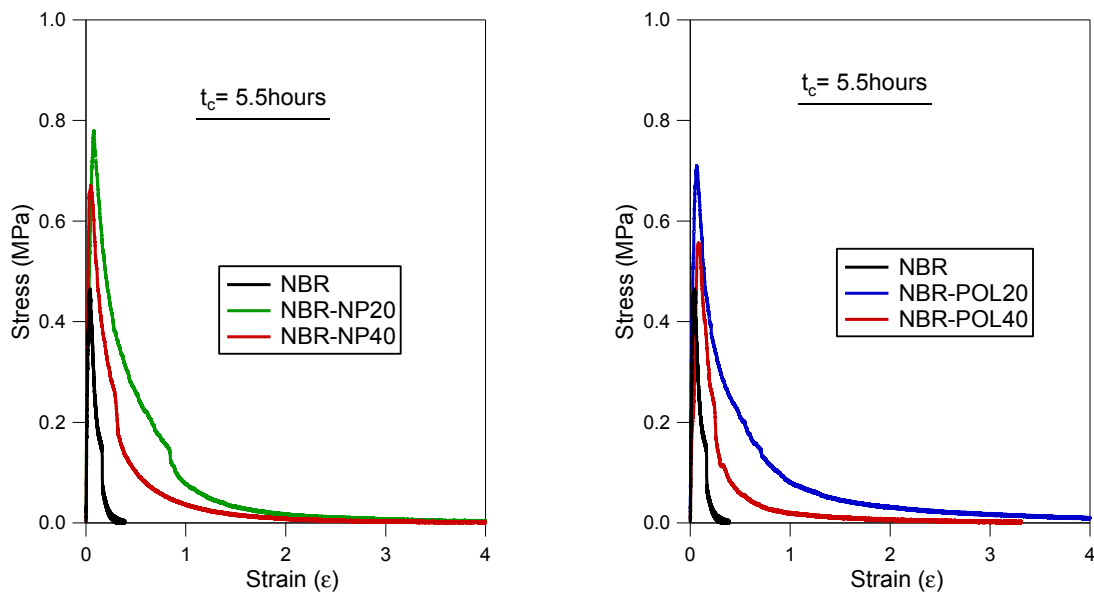 1.0
0.8
0.6
0.4
0.2
0.0
Stress (MPa)
t_c= 5.5hours
NBR
NBR-NP20
NBR-NP40
0 1 2 3 4
Strain (ε)
1.0
0.8
0.6
0.4
0.2
0.0
Stress (MPa)
t_c= 5.5hours
NBR
NBR-POL20
NBR-POL40
0 1 2 3 4
Strain (ε)